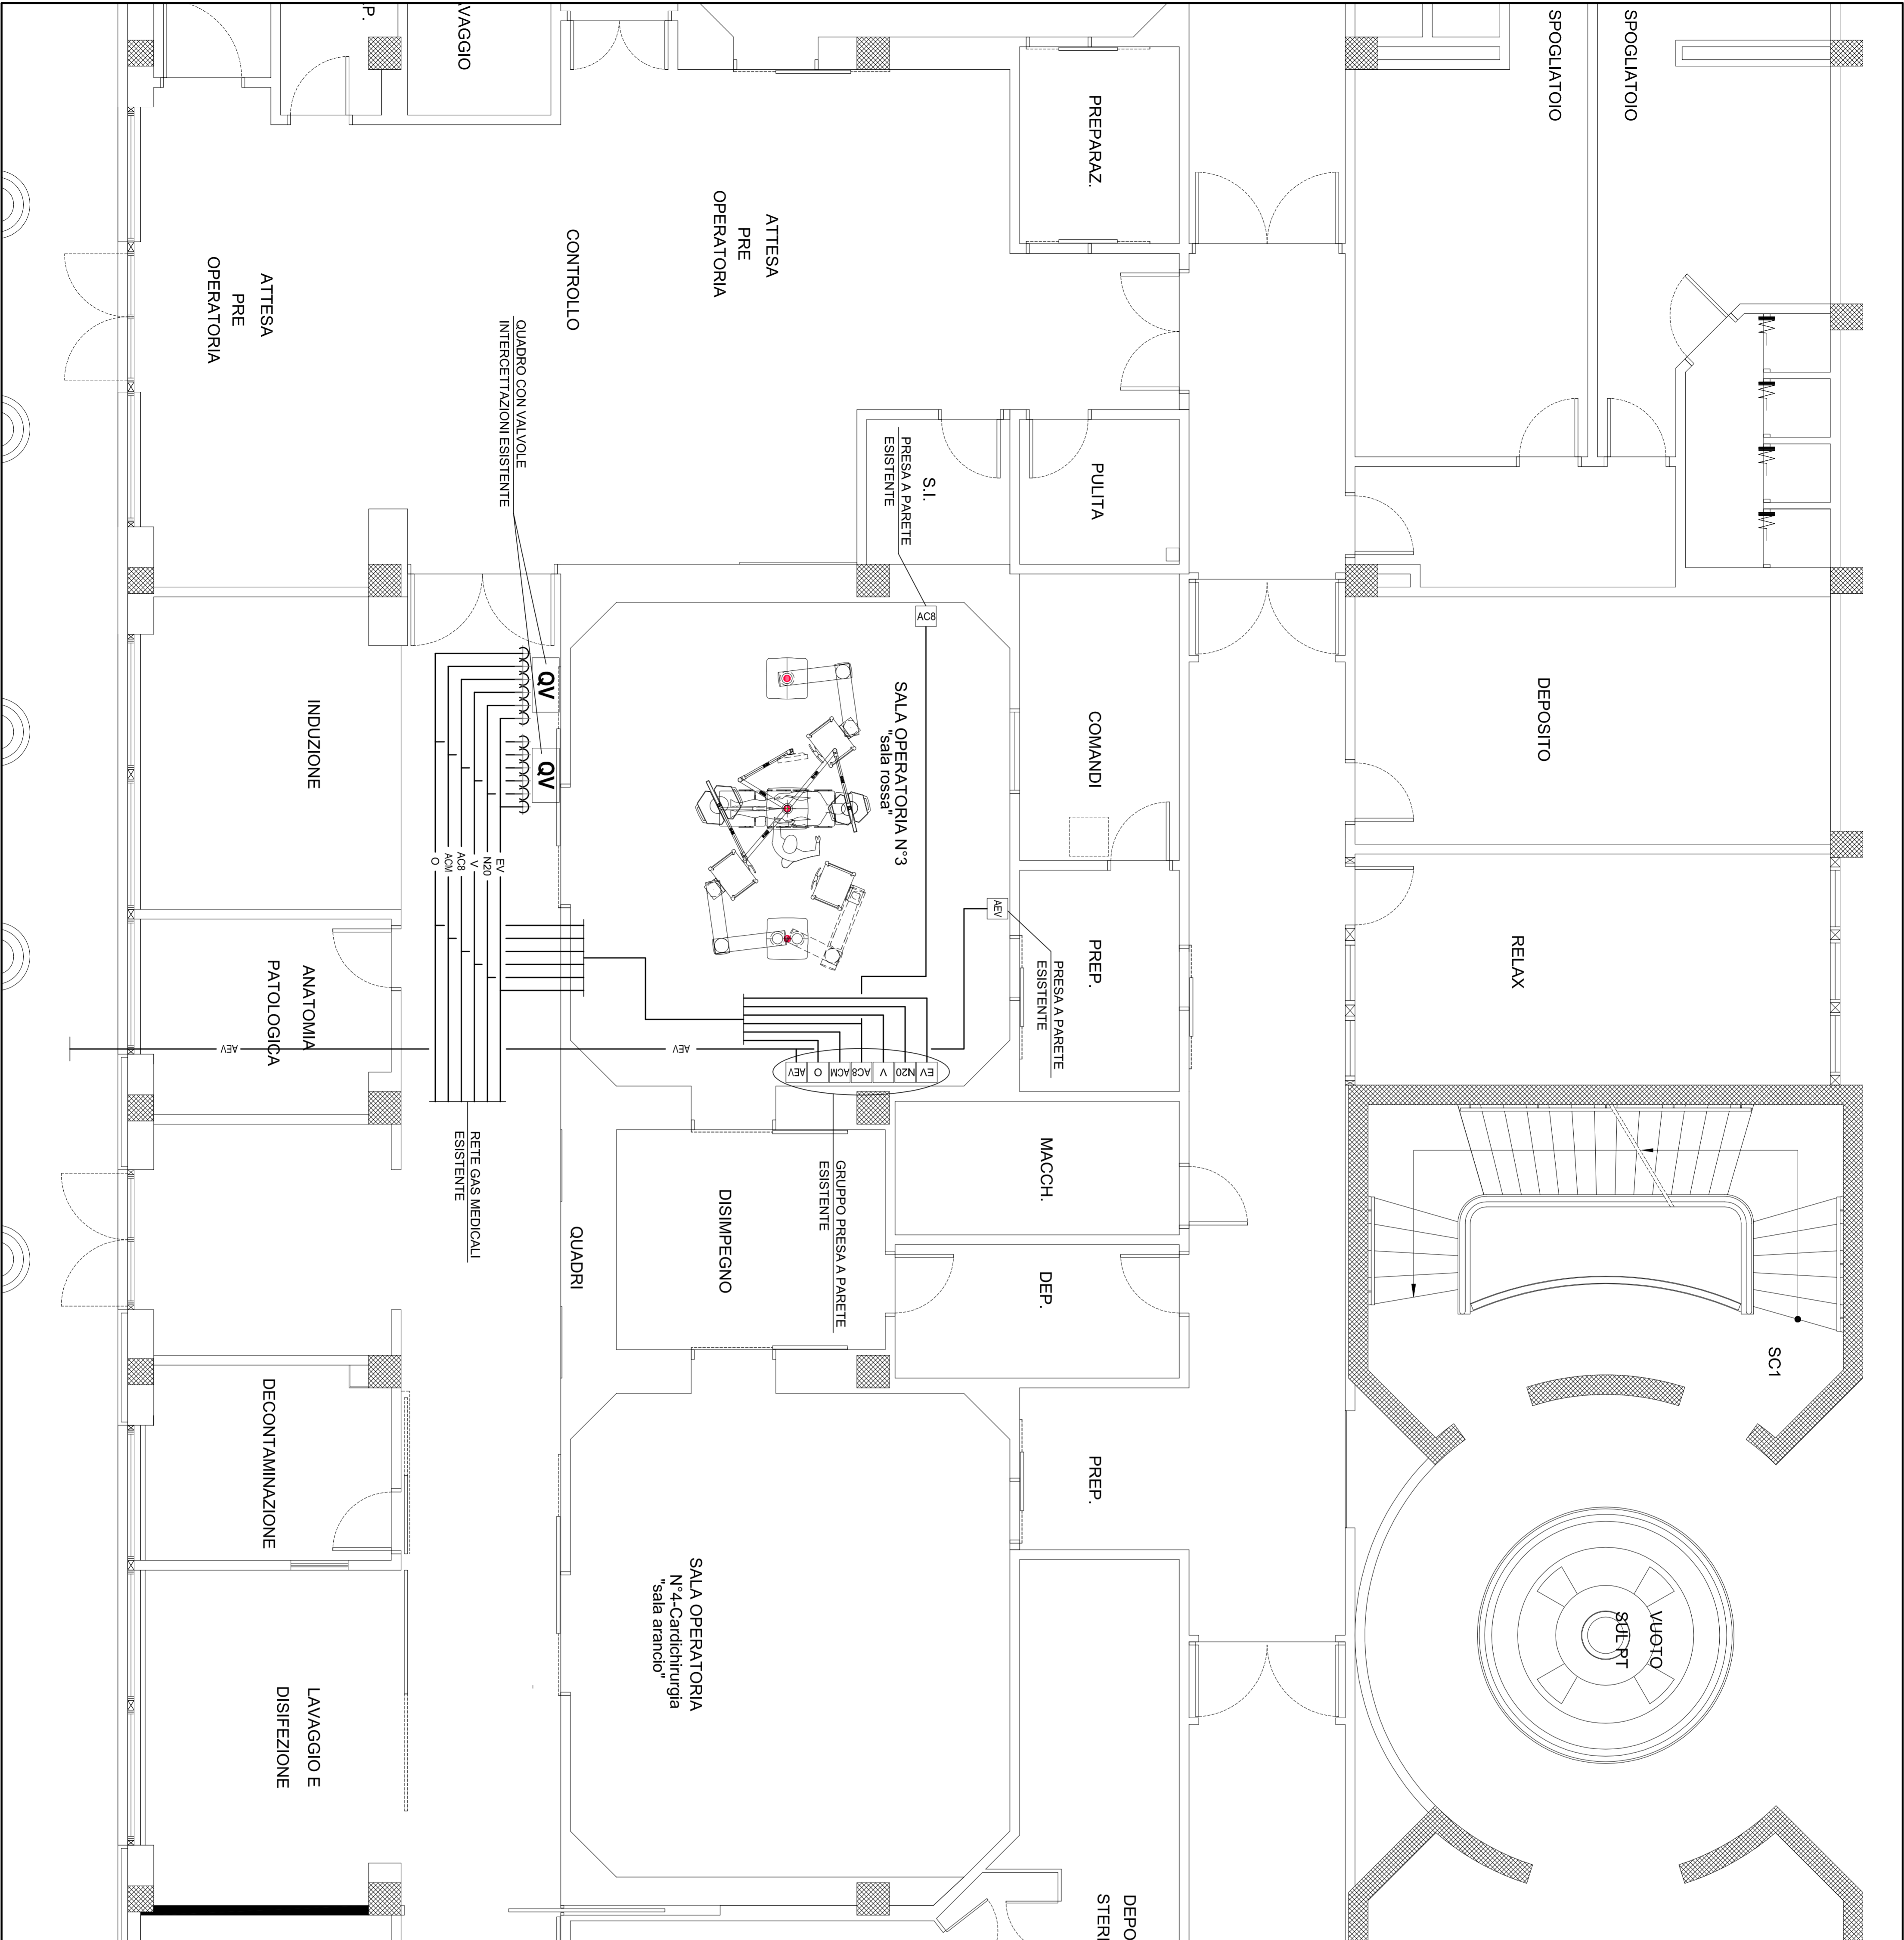 SPOGLIATOIO
SPOGLIATOIO
PREPARAZ.
AVAGGIO
P.
ATTESA
PRE
OPERATORIA
CONTROLLO
ATTESA
PRE
OPERATORIA
QUADRO CON VALVOLE
INTERCETTAZIONI ESISTENTE
PULITA
S.I.
PRESA A PARETE
ESISTENTE
AC8
DEPOSITO
COMANDI
SALA OPERATORIA N°3
"sala rossa"
INDUZIONE
QV
QV
EV
N20
V
AC8
ACM
O
RELAX
PREP.
AEV
PRESA A PARETE
ESISTENTE
ANATOMIA
PATOLOGICA
AEV
AEV
EV
N20
V
AC8
ACM
O
AEV
RETE GAS MEDICALI
ESISTENTE
GRUPPO PRESA A PARETE
ESISTENTE
MACCH.
DISIMPEGNO
QUADRI
DEP.
SC1
DECONTAMINAZIONE
PREP.
SALA OPERATORIA
N°4-Cardichirurgia
"sala arancio"
VUOTO
SUL PT
LAVAGGIO E
DISIFEZIONE
DEPO
STERI